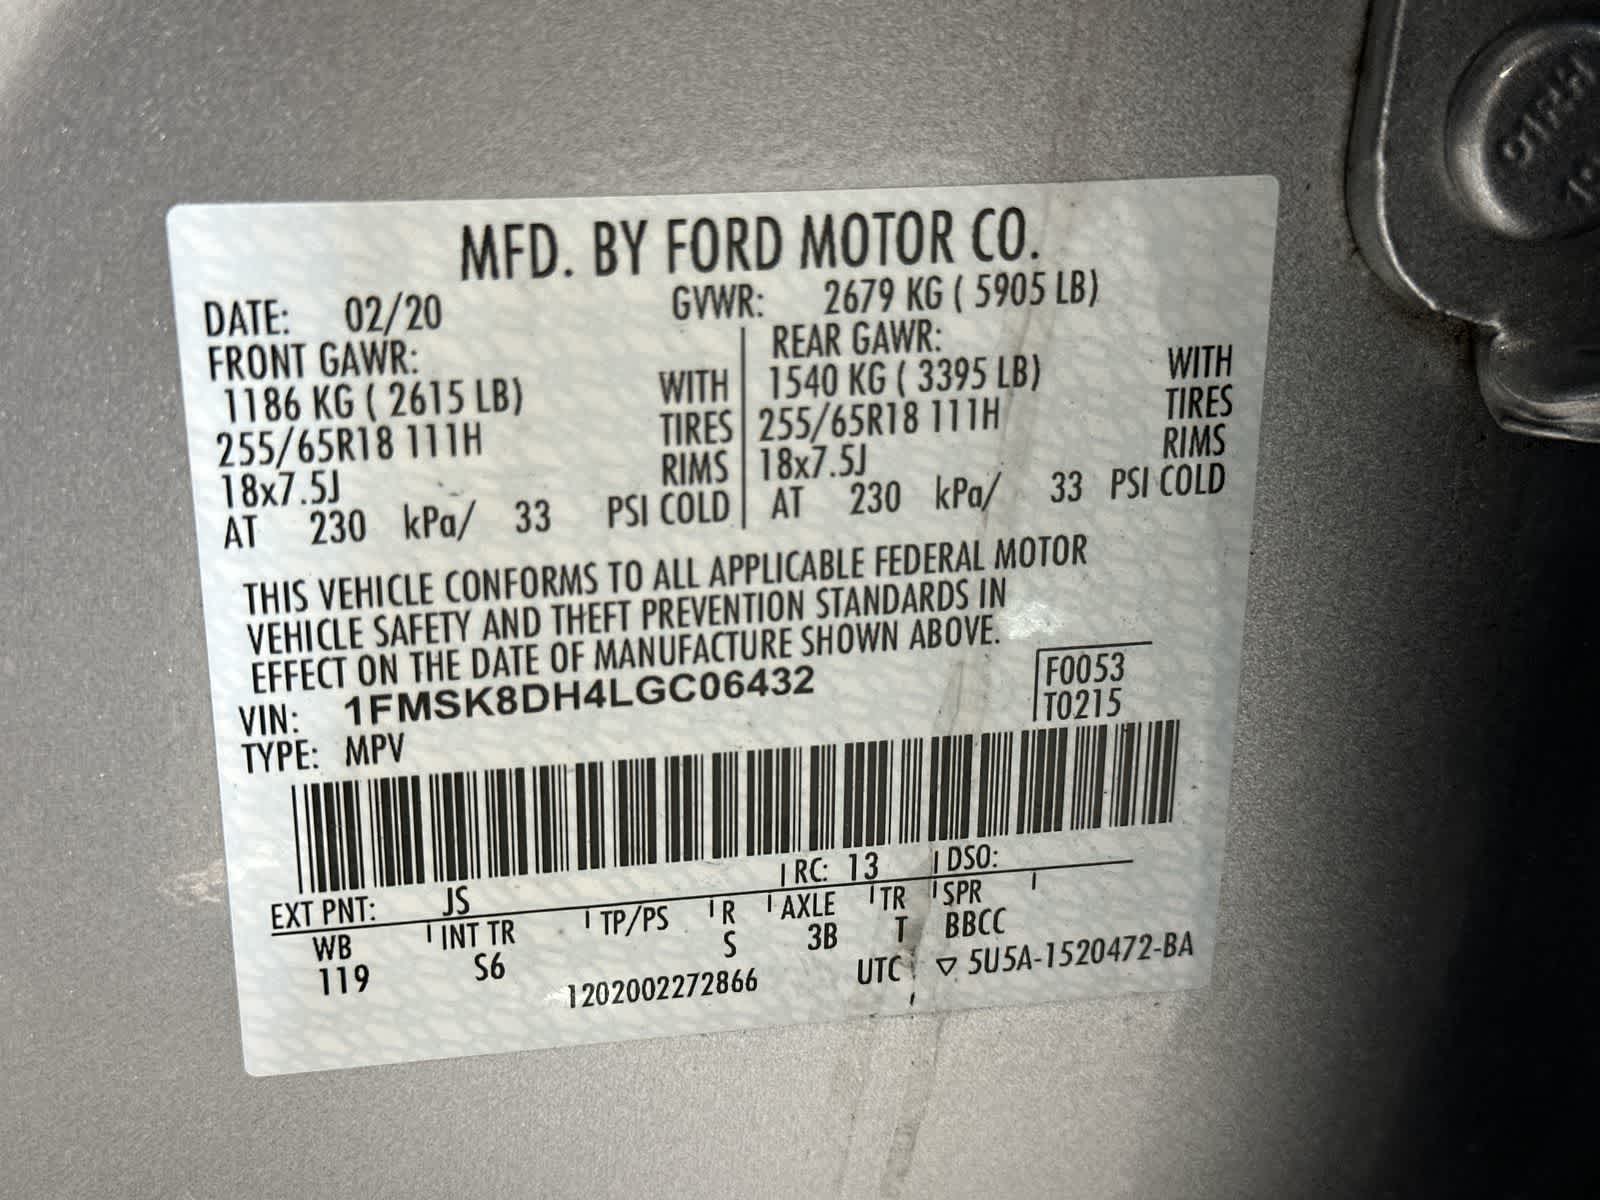 MFD. BY FORD MOTOR CO.
DATE: 02/20 GVWR: 2679 KG ( 5905 LB)
FRONT GAWR: REAR GAWR:
1186 KG ( 2615 LB) WITH 1540 KG ( 3395 LB) WITH
255/65R18 111H TIRES 255/65R18 111H TIRES
18x7.5J RIMS 18x7.5J RIMS
AT 230 kPa/ 33 PSI COLD AT 230 kPa/ 33 PSI COLD
THIS VEHICLE CONFORMS TO ALL APPLICABLE FEDERAL MOTOR
VEHICLE SAFETY AND THEFT PREVENTION STANDARDS IN
EFFECT ON THE DATE OF MANUFACTURE SHOWN ABOVE.
VIN: 1FMSK8DH4LGC06432 F0053
TYPE: MPV T0215
EXT PNT: JS RC: 13 DSO:
WB INT TR TP/PS R AXLE TR SPR
119 S6 S 3B T BBCC
1202002272866 UTC ▽ 5U5A-1520472-BA